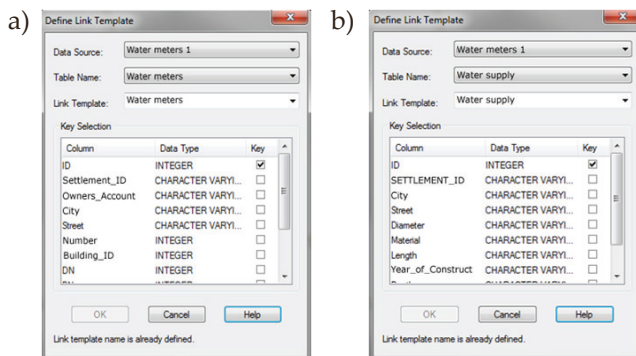 a)
Define Link Template
Data Source: Water meters 1
Table Name: Water meters
Link Template: Water meters
Key Selection
Column Data Type Key
ID INTEGER
Settlement_ID CHARACTER VARYI...
Owners_Account CHARACTER VARYI...
City CHARACTER VARYI...
Street CHARACTER VARYI...
Number INTEGER
Building_ID INTEGER
DN INTEGER
OK Cancel Help
Link template name is already defined.
b)
Define Link Template
Data Source: Water meters 1
Table Name: Water supply
Link Template: Water supply
Key Selection
Column Data Type Key
ID INTEGER
SETTLEMENT_ID CHARACTER VARYI...
City CHARACTER VARYI...
Street CHARACTER VARYI...
Diameter CHARACTER VARYI...
Material CHARACTER VARYI...
Length CHARACTER VARYI...
Year_of_Construct CHARACTER VARYI...
OK Cancel Help
Link template name is already defined.